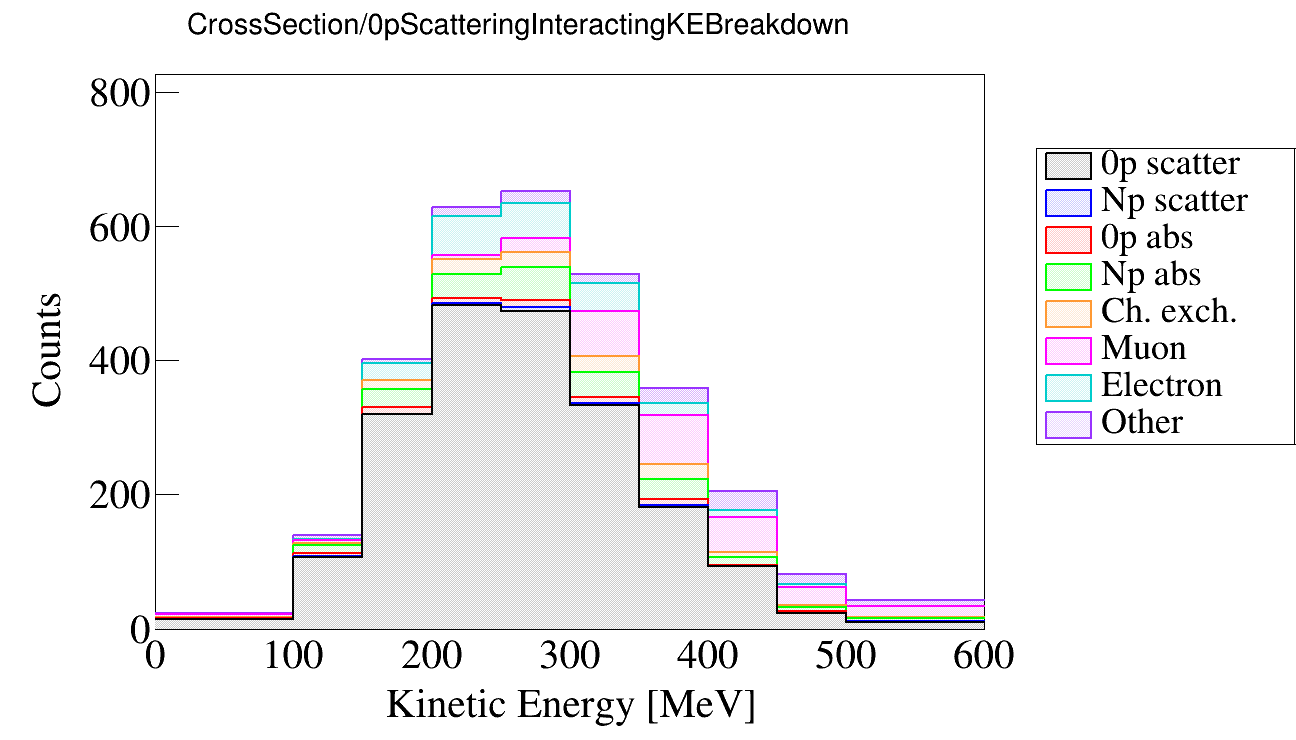 CrossSection/0pScatteringInteractingKEBreakdown
800
600
400
200
0
Counts
0 100 200 300 400 500 600
Kinetic Energy [MeV]
0p scatter
Np scatter
0p abs
Np abs
Ch. exch.
Muon
Electron
Other